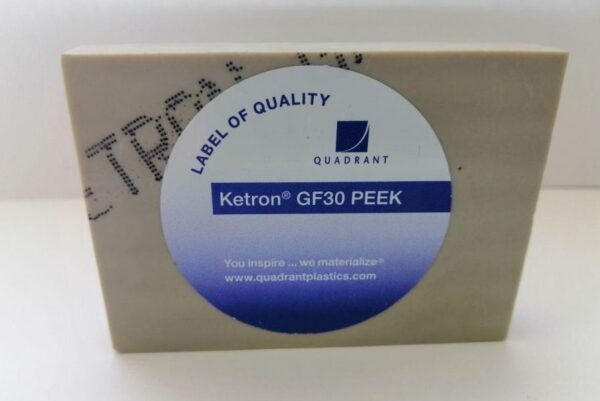 LABEL OF QUALITY
QUADRANT
Ketron® GF30 PEEK
You inspire ... we materialize®
www.quadrantplastics.com